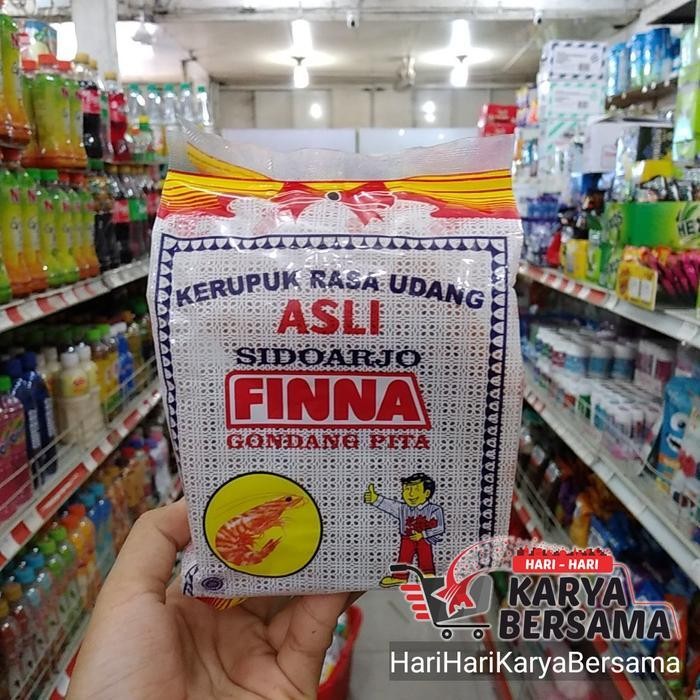 KERUPUK RASA UDANG
ASLI
SIDOARJO
FINNA
GONDANG PITA
HARI - HARI
KARYA
BERSAMA
HariHariKaryaBersama